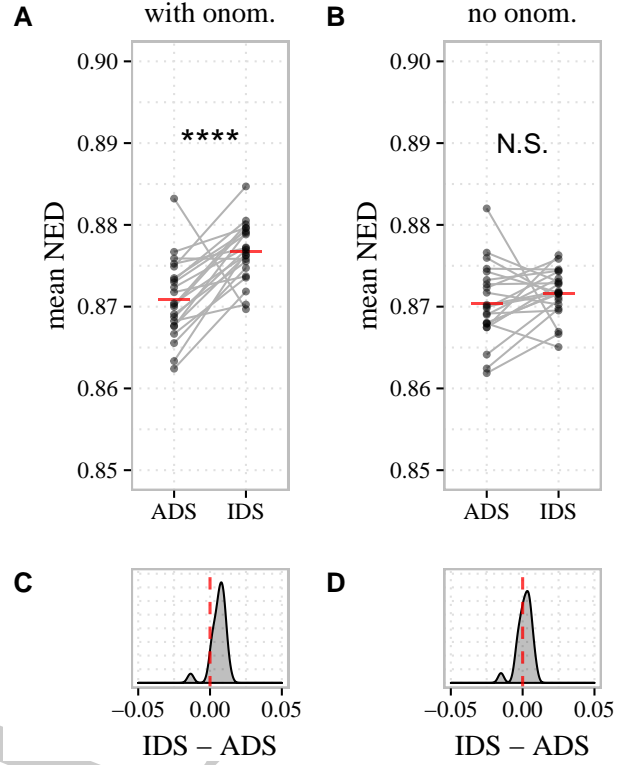 A with onom.
B no onom.
0.90
0.89
0.88
0.87
0.86
0.85
mean NED
****
ADS IDS
0.90
0.89
0.88
0.87
0.86
0.85
mean NED
N.S.
ADS IDS
C
−0.05 0.00 0.05
IDS − ADS
D
−0.05 0.00 0.05
IDS − ADS